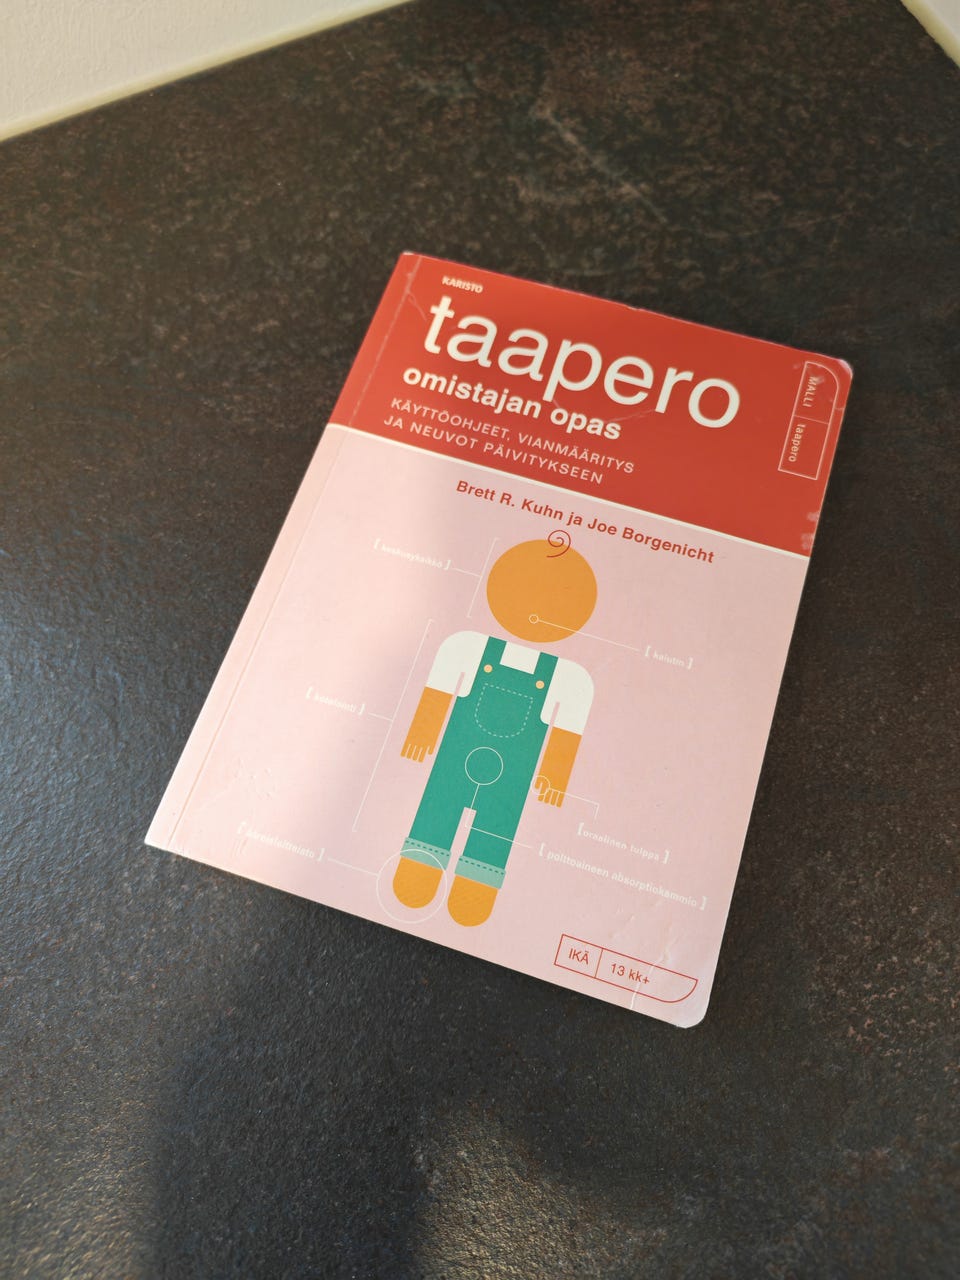 KARISTO
taapero
omistajan opas
KÄYTTÖOHJEET, VIANMÄÄRITYS
JA NEUVOT PÄIVITYKSEEN
MALLI taapero
Brett R. Kuhn ja Joe Borgenicht
[ keskusyksikkö ]
[ kaiutin ]
[ kotelointi ]
[ oraalinen tulppa ]
[ polttoaineen absorptiokammio ]
IKÄ 13 kk+